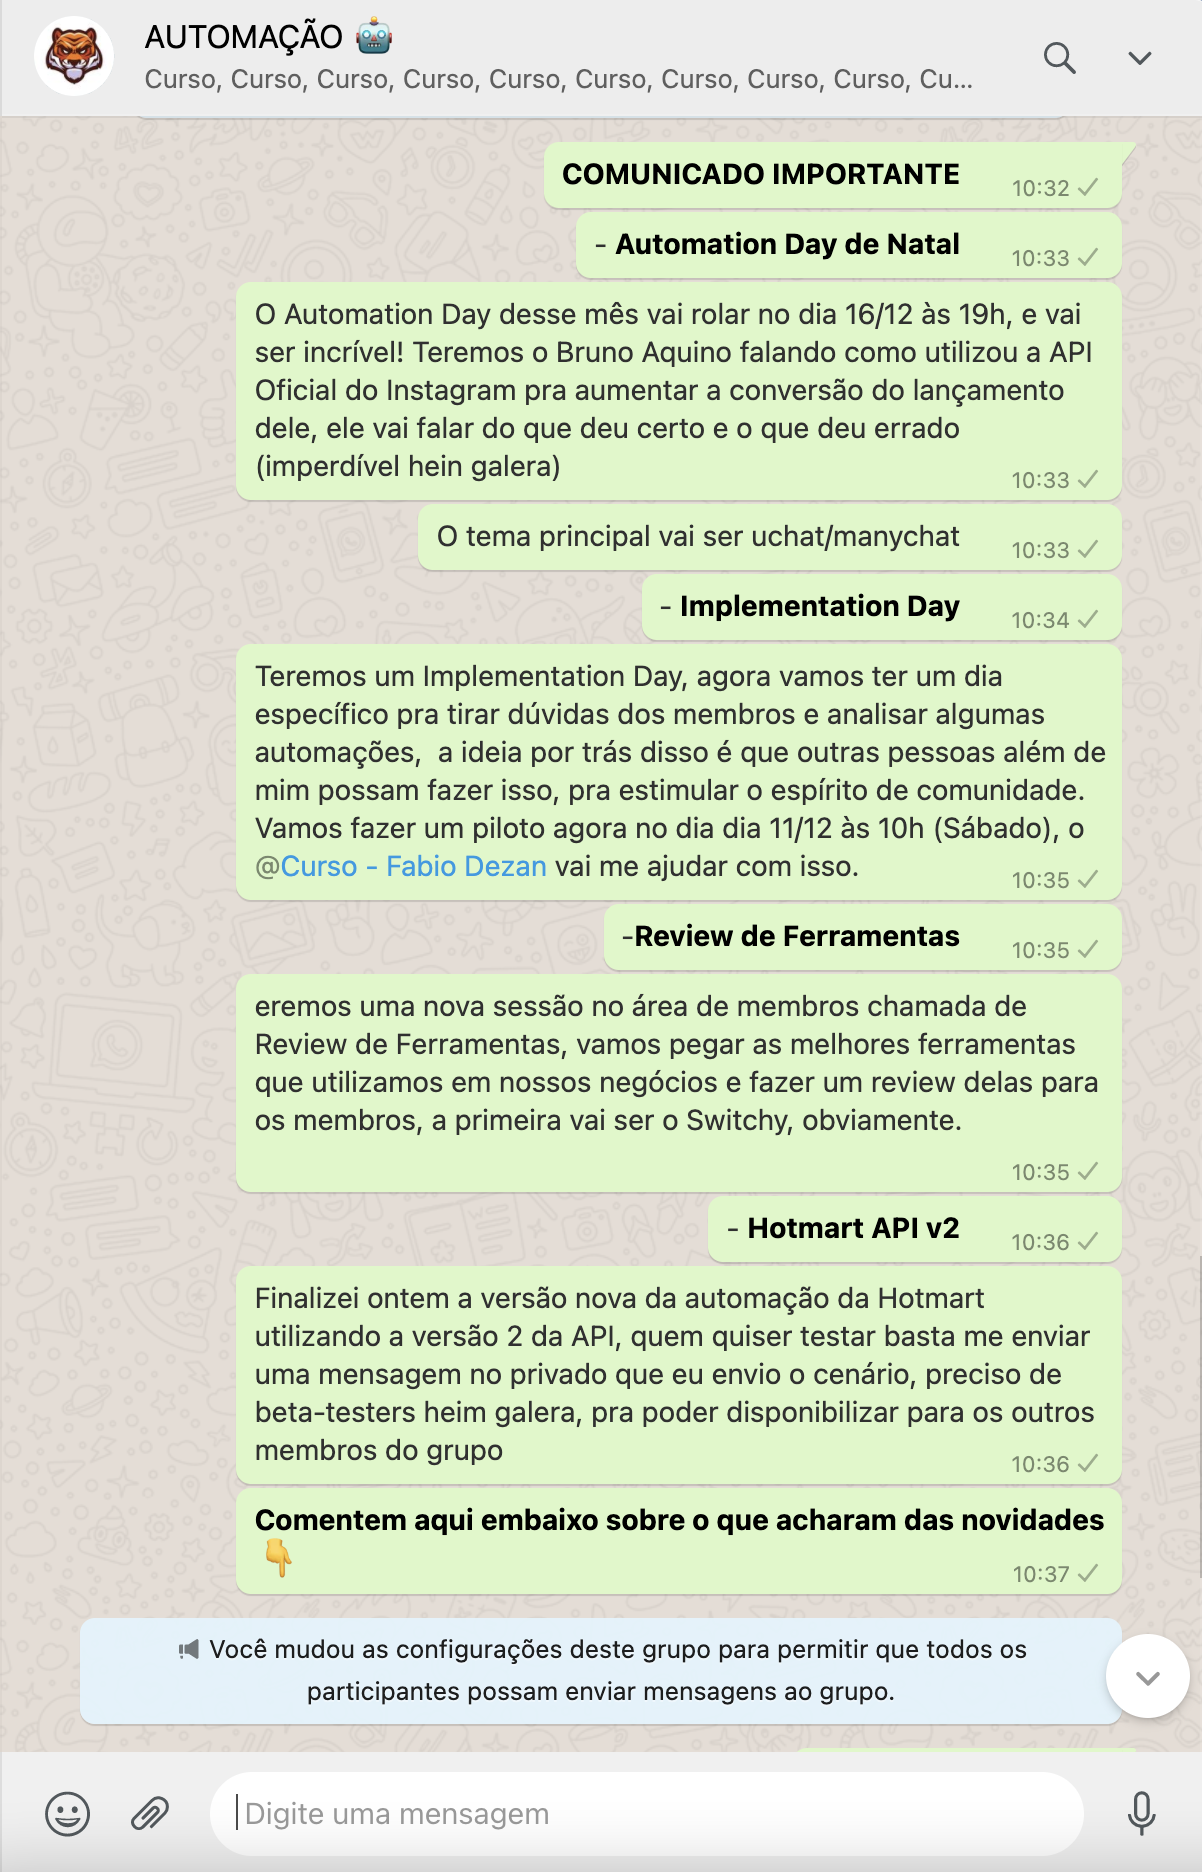 AUTOMAÇÃO 🤖
Curso, Curso, Curso, Curso, Curso, Curso, Curso, Curso, Curso, Cu...
COMUNICADO IMPORTANTE
10:32
- Automation Day de Natal
10:33
O Automation Day desse mês vai rolar no dia 16/12 às 19h, e vai
ser incrível! Teremos o Bruno Aquino falando como utilizou a API
Oficial do Instagram pra aumentar a conversão do lançamento
dele, ele vai falar do que deu certo e o que deu errado
(imperdível hein galera)
10:33
O tema principal vai ser uchat/manychat
10:33
- Implementation Day
10:34
Teremos um Implementation Day, agora vamos ter um dia
específico pra tirar dúvidas dos membros e analisar algumas
automações,  a ideia por trás disso é que outras pessoas além de
mim possam fazer isso, pra estimular o espírito de comunidade.
Vamos fazer um piloto agora no dia dia 11/12 às 10h (Sábado), o
@Curso - Fabio Dezan vai me ajudar com isso.
10:35
-Review de Ferramentas
10:35
eremos uma nova sessão no área de membros chamada de
Review de Ferramentas, vamos pegar as melhores ferramentas
que utilizamos em nossos negócios e fazer um review delas para
os membros, a primeira vai ser o Switchy, obviamente.
10:35
- Hotmart API v2
10:36
Finalizei ontem a versão nova da automação da Hotmart
utilizando a versão 2 da API, quem quiser testar basta me enviar
uma mensagem no privado que eu envio o cenário, preciso de
beta-testers heim galera, pra poder disponibilizar para os outros
membros do grupo
10:36
Comentem aqui embaixo sobre o que acharam das novidades
👇
10:37
Você mudou as configurações deste grupo para permitir que todos os
participantes possam enviar mensagens ao grupo.
Digite uma mensagem